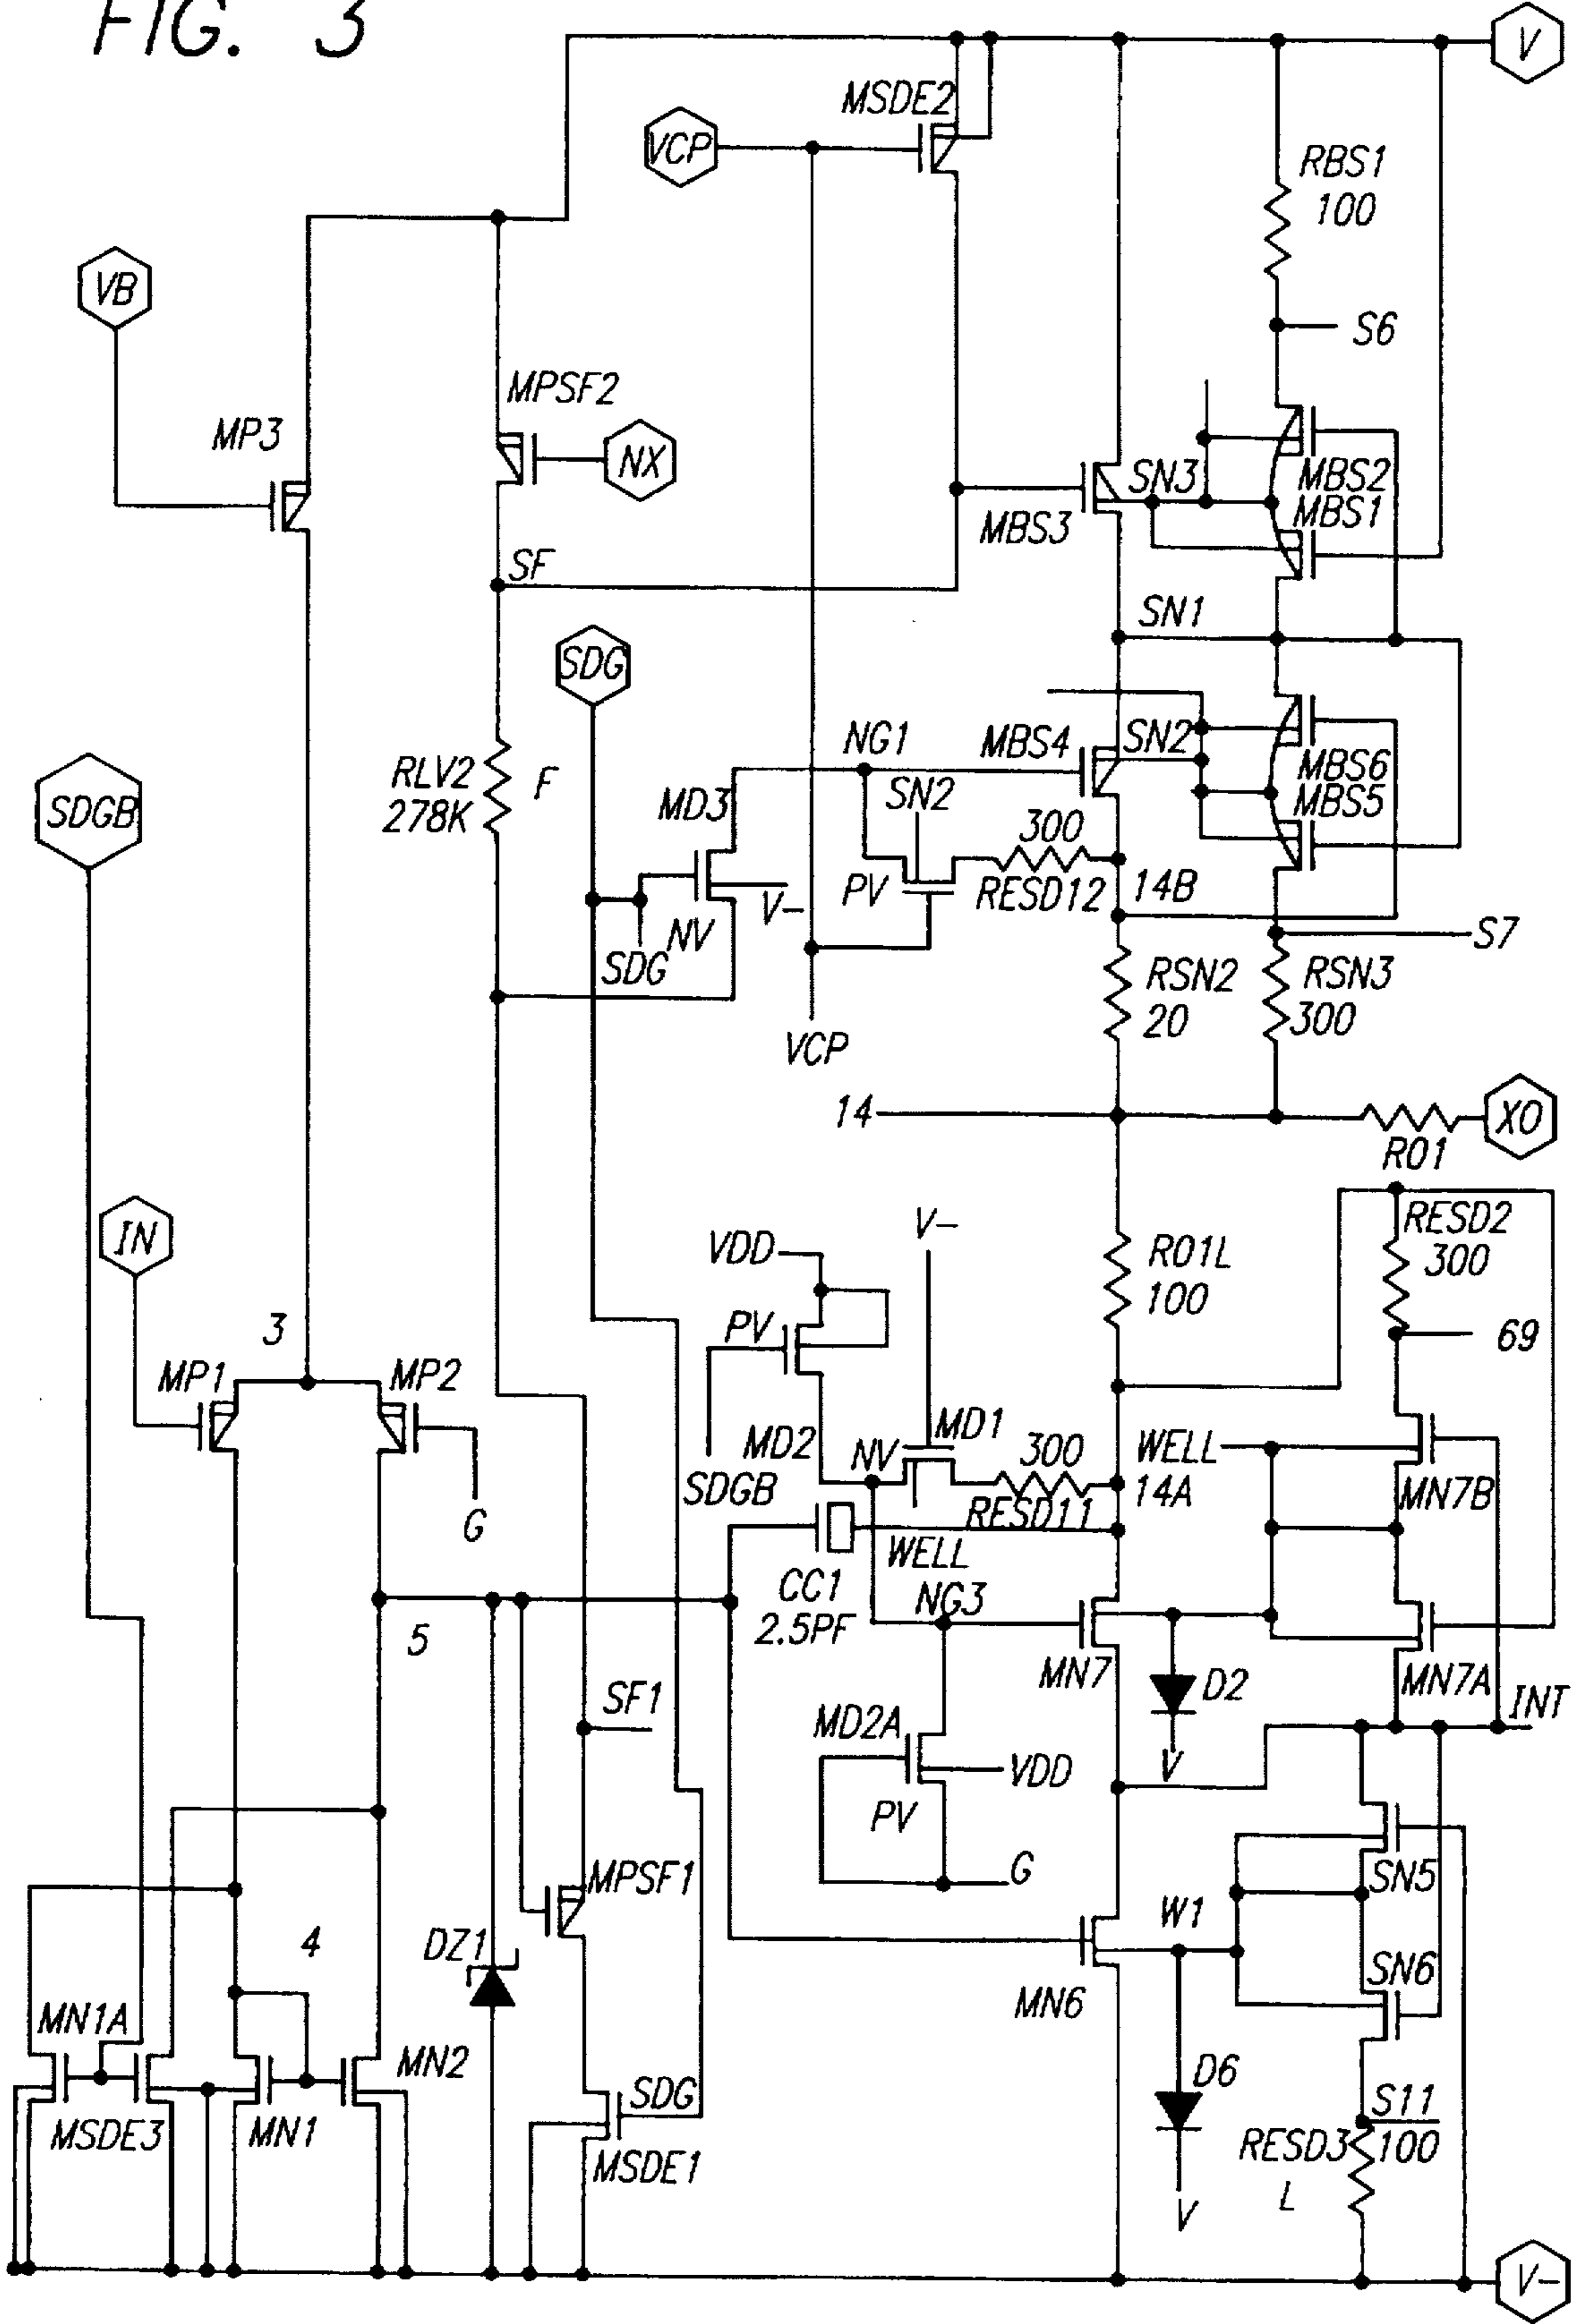 FIG. 3
V
MSDE2
VCP
RBS1
100
VB
S6
MPSF2
MP3
NX
SN3
MBS2
MBS1
MBS3
SF
SN1
SDG
NG1
MBS4
SN2
MBS6
MBS5
RLV2
278K
F
MD3
SN2
300
SDGB
PV
RESD12
14B
V-
NV
SDG
S7
RSN2
20
RSN3
300
VCP
14
XO
RO1
IN
V-
VDD
RESD2
300
RO1L
100
3
PV
69
MP1
MP2
MD1
MD2
NV
300
WELL
SDGB
14A
MN7B
G
RESD11
WELL
CC1
2.5PF
NG3
5
MN7
D2
MN7A
SF1
INT
MD2A
V
VDD
PV
G
SN5
MPSF1
W1
4
DZ1
SN6
MN6
MN1A
MN2
D6
SDG
S11
MSDE3
MN1
MSDE1
RESD3
100
L
V
V-